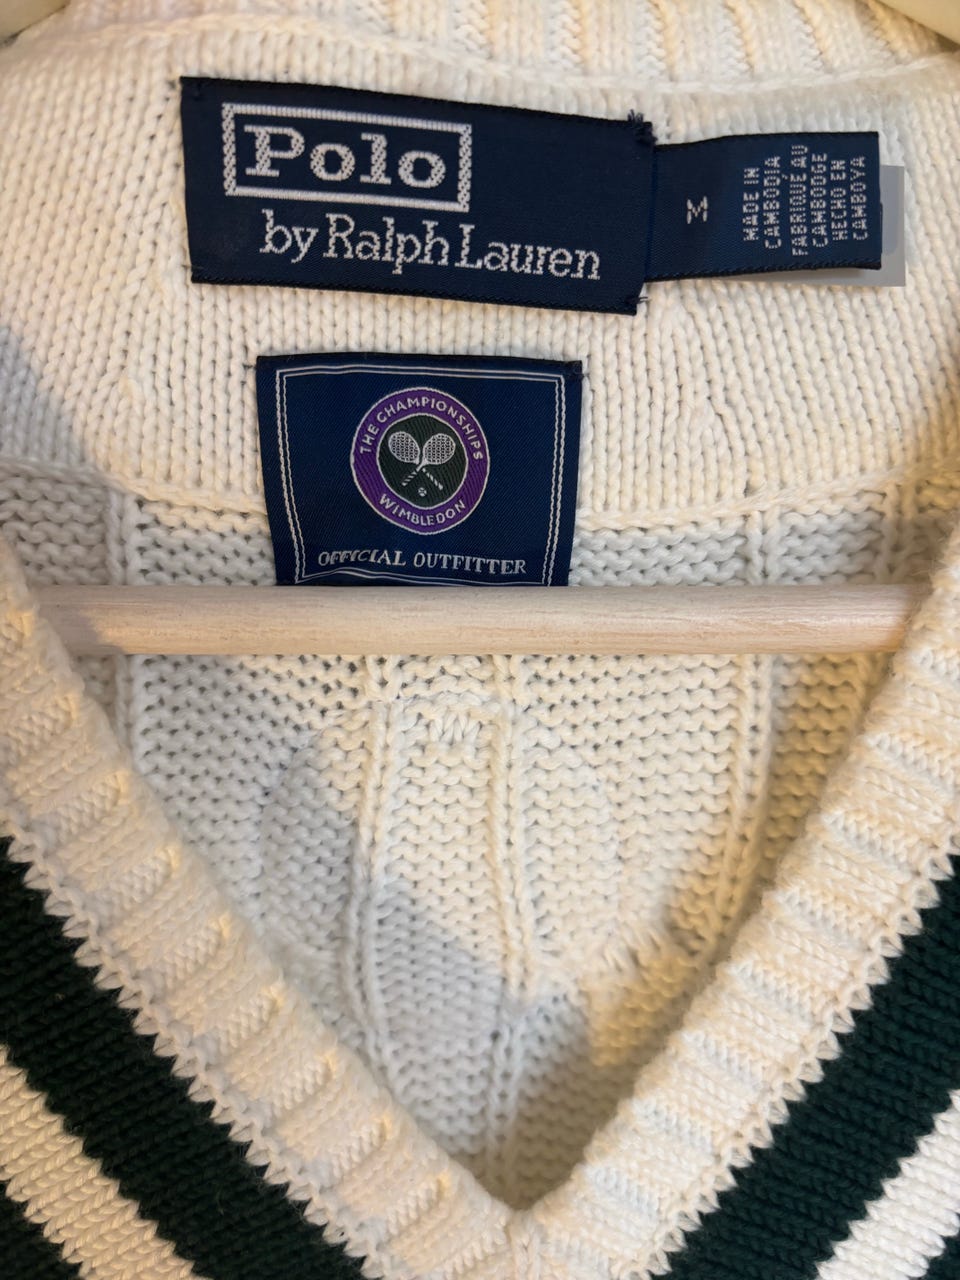 Polo
by Ralph Lauren
M
MADE IN
CAMBODIA
FABRIQUÉ AU
CAMBODGE
HECHO EN
CAMBOYA
THE CHAMPIONSHIPS
WIMBLEDON
OFFICIAL OUTFITTER